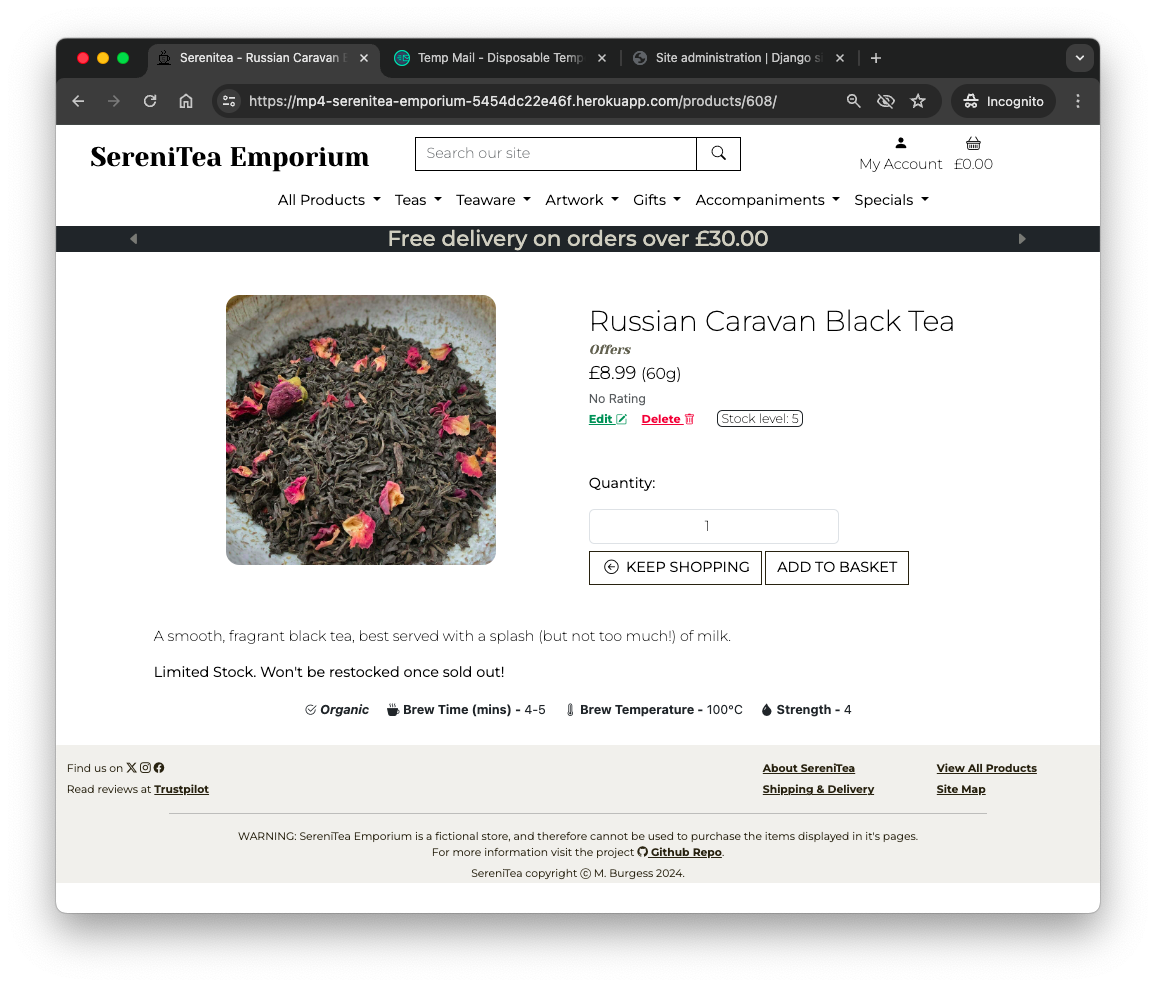 Serenitea - Russian Caravan
Temp Mail - Disposable Temp
Site administration | Django si
https://mp4-serenitea-emporium-5454dc22e46f.herokuapp.com/products/608/
Incognito
SereniTea Emporium
Search our site
My Account
£0.00
All Products
Teas
Teaware
Artwork
Gifts
Accompaniments
Specials
Free delivery on orders over £30.00
Russian Caravan Black Tea
Offers
£8.99 (60g)
No Rating
Edit
Delete
Stock level: 5
Quantity:
1
KEEP SHOPPING
ADD TO BASKET
A smooth, fragrant black tea, best served with a splash (but not too much!) of milk.
Limited Stock. Won't be restocked once sold out!
Organic
Brew Time (mins) - 4-5
Brew Temperature - 100°C
Strength - 4
Find us on
Read reviews at Trustpilot
About SereniTea
Shipping & Delivery
View All Products
Site Map
WARNING: SereniTea Emporium is a fictional store, and therefore cannot be used to purchase the items displayed in it's pages.
For more information visit the project Github Repo.
SereniTea copyright © M. Burgess 2024.